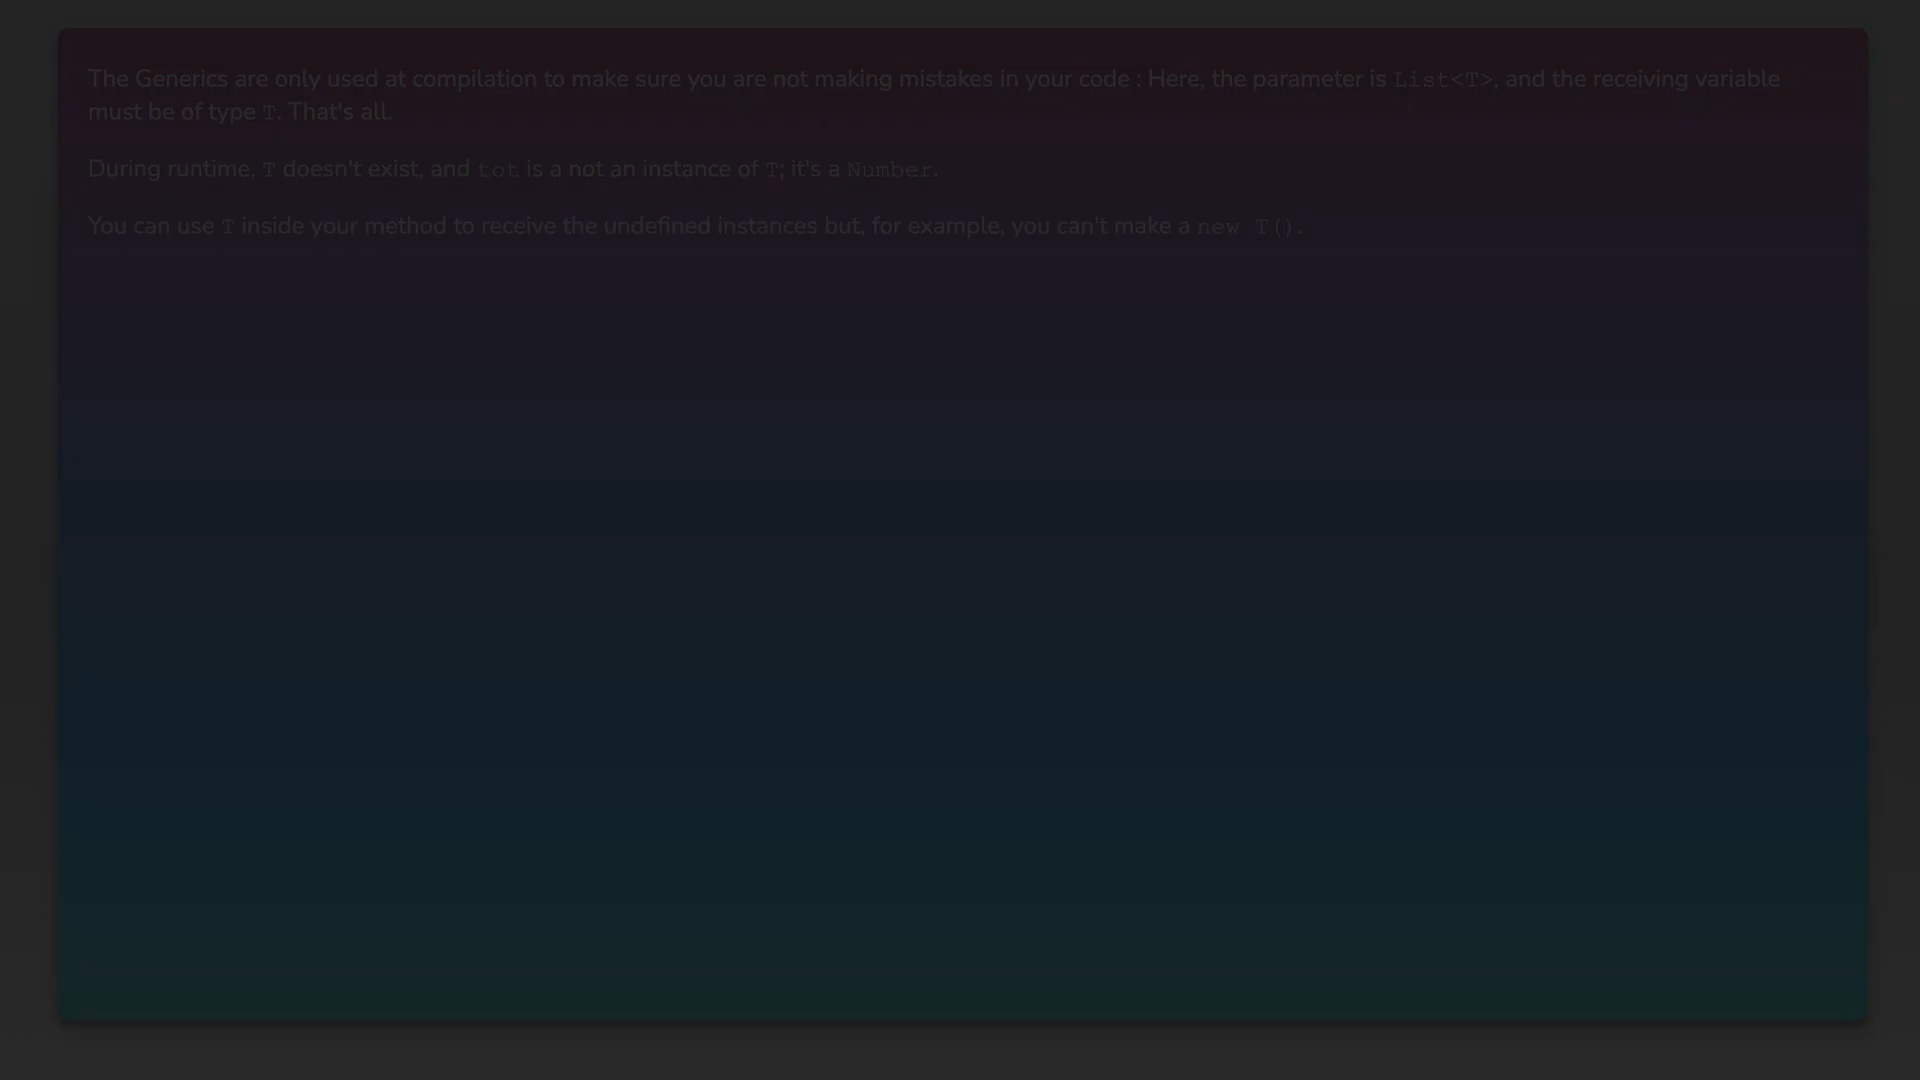 The Generics are only used at compilation to make sure you are not making mistakes in your code : Here, the parameter is List<T>, and the receiving variable
must be of type T. That's all.
During runtime, T doesn't exist, and tot is a not an instance of T; it's a Number.
You can use T inside your method to receive the undefined instances but, for example, you can't make a new T().